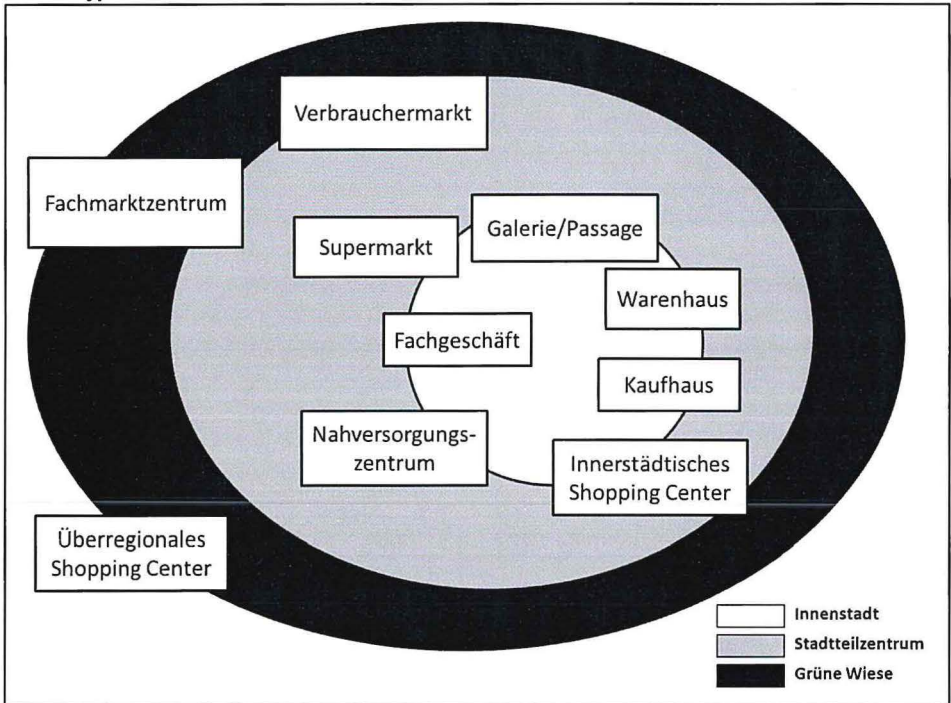 Verbrauchermarkt
Fachmarktzentrum
Galerie/Passage
Supermarkt
Warenhaus
Fachgeschäft
Kaufhaus
Nahversorgungs-
zentrum
Innerstädtisches
Shopping Center
Überregionales
Shopping Center
Innenstadt
Stadtteilzentrum
Grüne Wiese